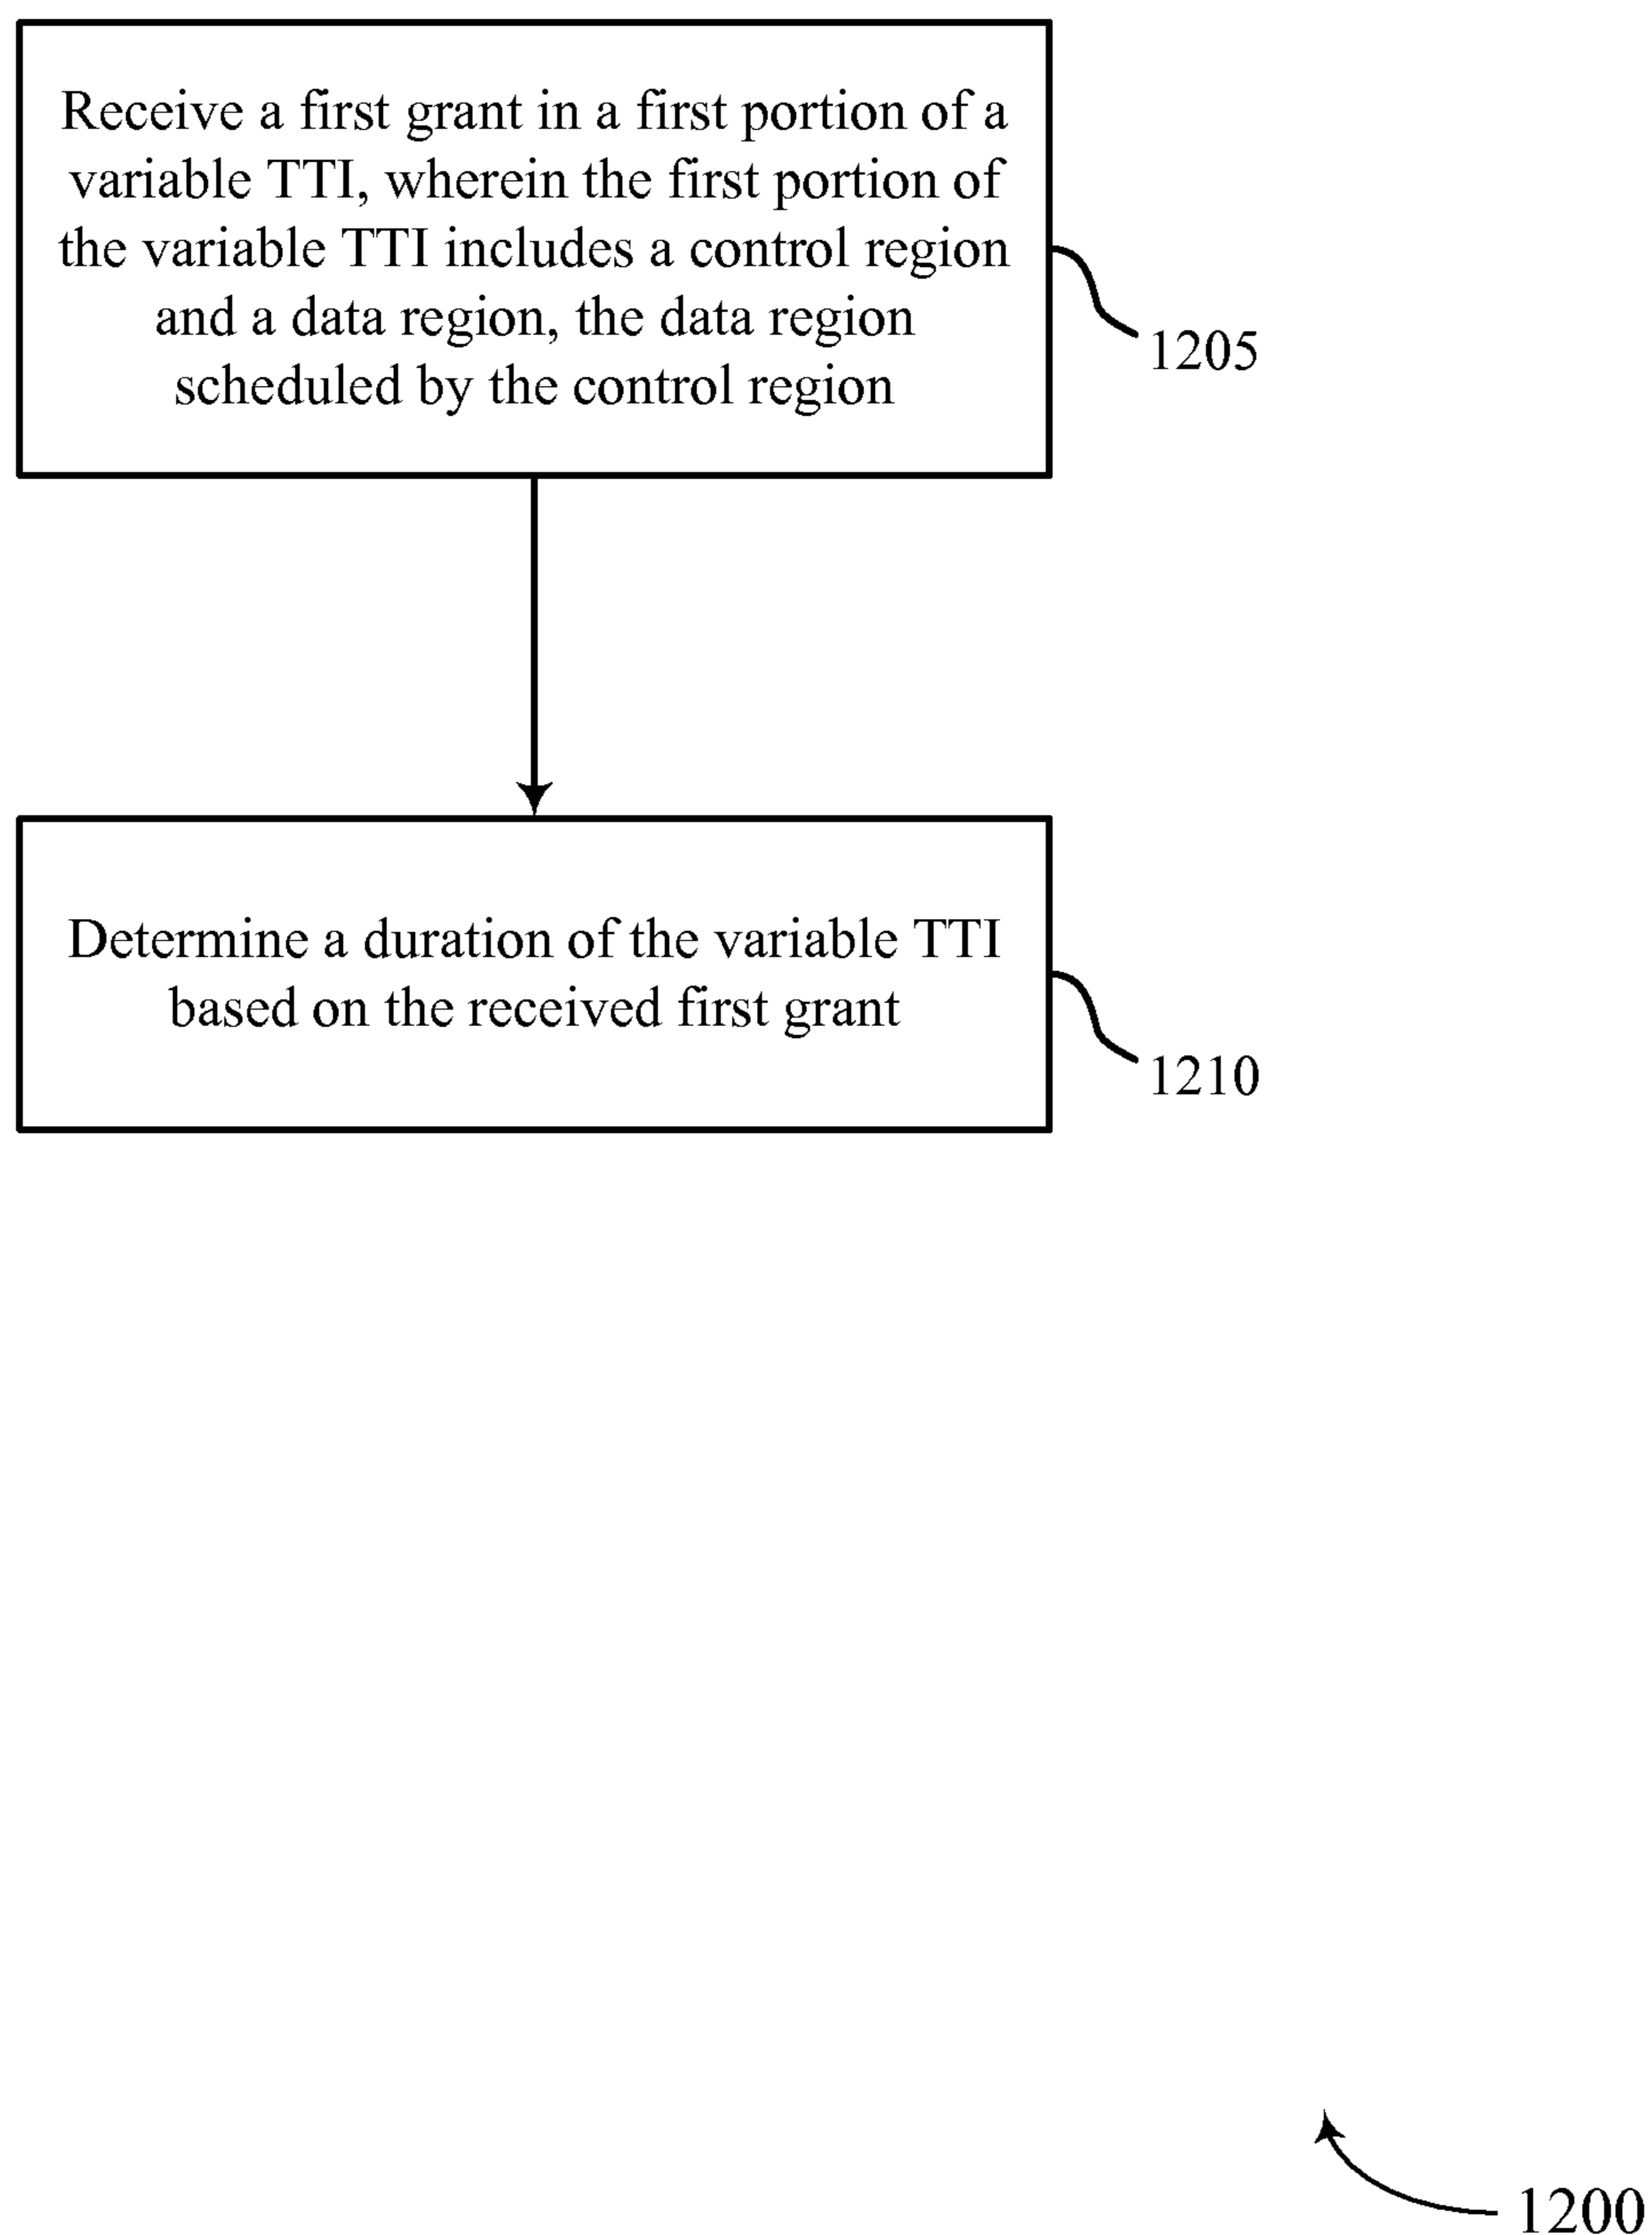 Receive a first grant in a first portion of a
variable TTI, wherein the first portion of
the variable TTI includes a control region
and a data region, the data region
scheduled by the control region
1205
Determine a duration of the variable TTI
based on the received first grant
1210
1200